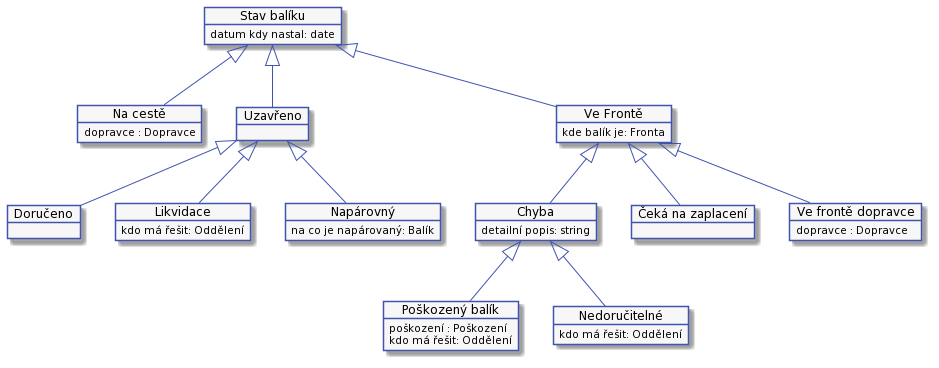 Stav balíku
datum kdy nastal: date
Na cestě
dopravce : Dopravce
Uzavřeno
Ve Frontě
kde balík je: Fronta
Doručeno
Likvidace
kdo má řešit: Oddělení
Napárovný
na co je napárovaný: Balík
Chyba
detailní popis: string
Čeká na zaplacení
Ve frontě dopravce
dopravce : Dopravce
Poškozený balík
poškození : Poškození
kdo má řešit: Oddělení
Nedoručitelné
kdo má řešit: Oddělení